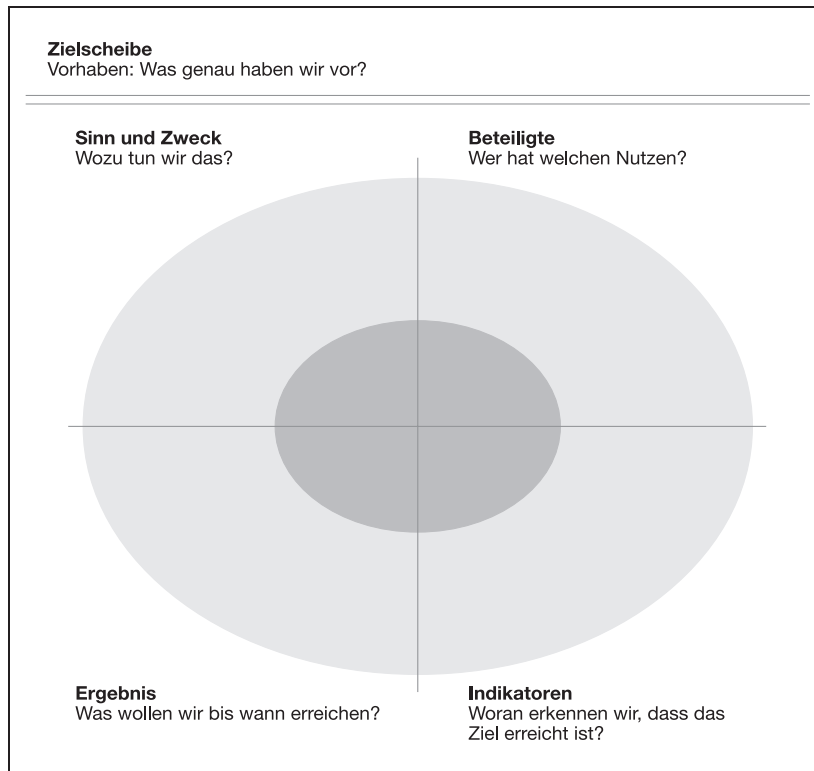 Zielscheibe
Vorhaben: Was genau haben wir vor?
Sinn und Zweck
Wozu tun wir das?
Beteiligte
Wer hat welchen Nutzen?
Ergebnis
Was wollen wir bis wann erreichen?
Indikatoren
Woran erkennen wir, dass das
Ziel erreicht ist?